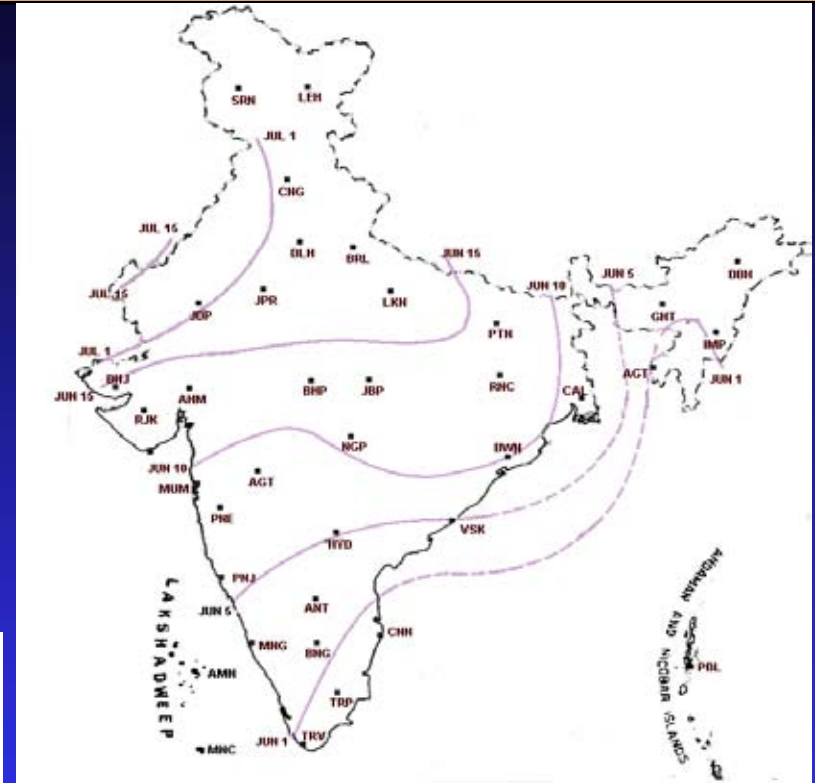 SRN
LEH
JUL 1
CNG
JUL 15
DLH
BRL
JUN 15
DBH
JUN 5
JUL 15
JPR
LKN
JUN 10
GHT
JDP
PTN
IMP
JUL 1
BHJ
BHP
JBP
RNC
AGT
JUN 1
JUN 15
AHM
CAL
RJK
NGP
BWN
JUN 10
AGT
MUM
PNE
HYD
VSK
PNJ
JUN 5
ANT
CHN
MNG
BNG
LAKSHADWEEP
AMN
ANDAMAN AND NICOBAR ISLANDS
PBL
TRP
JUN 1
TRV
MNC